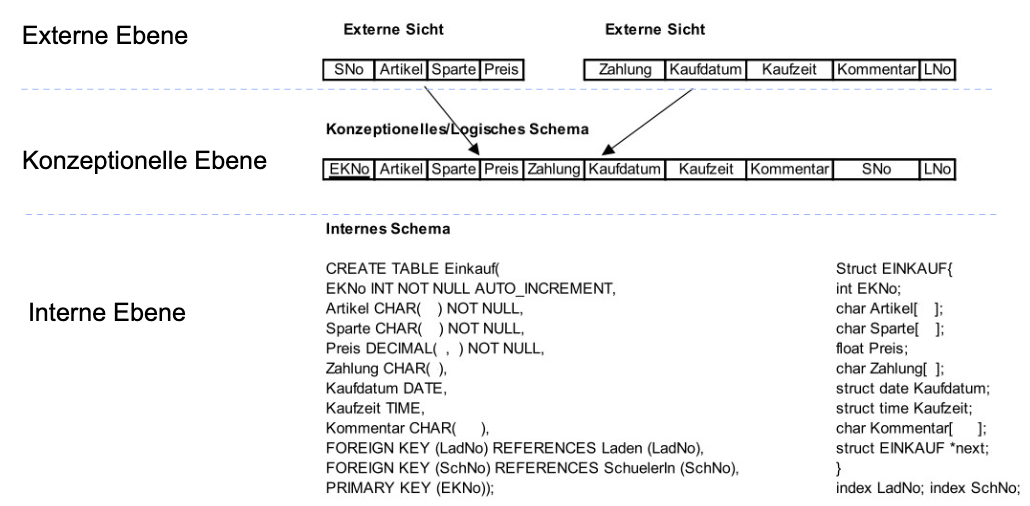 Externe Ebene
Externe Sicht
Externe Sicht
SNo Artikel Sparte Preis
Zahlung Kaufdatum Kaufzeit Kommentar LNo
Konzeptionelle Ebene
Konzeptionelles/Logisches Schema
EKNo Artikel Sparte Preis Zahlung Kaufdatum Kaufzeit Kommentar SNo LNo
Interne Ebene
Internes Schema
CREATE TABLE Einkauf(
EKNo INT NOT NULL AUTO_INCREMENT,
Artikel CHAR( ) NOT NULL,
Sparte CHAR( ) NOT NULL,
Preis DECIMAL( , ) NOT NULL,
Zahlung CHAR( ),
Kaufdatum DATE,
Kaufzeit TIME,
Kommentar CHAR( ),
FOREIGN KEY (LadNo) REFERENCES Laden (LadNo),
FOREIGN KEY (SchNo) REFERENCES SchuelerIn (SchNo),
PRIMARY KEY (EKNo));
Struct EINKAUF{
int EKNo;
char Artikel[ ];
char Sparte[ ];
float Preis;
char Zahlung[ ];
struct date Kaufdatum;
struct time Kaufzeit;
char Kommentar[ ];
struct EINKAUF *next;
}
index LadNo; index SchNo;